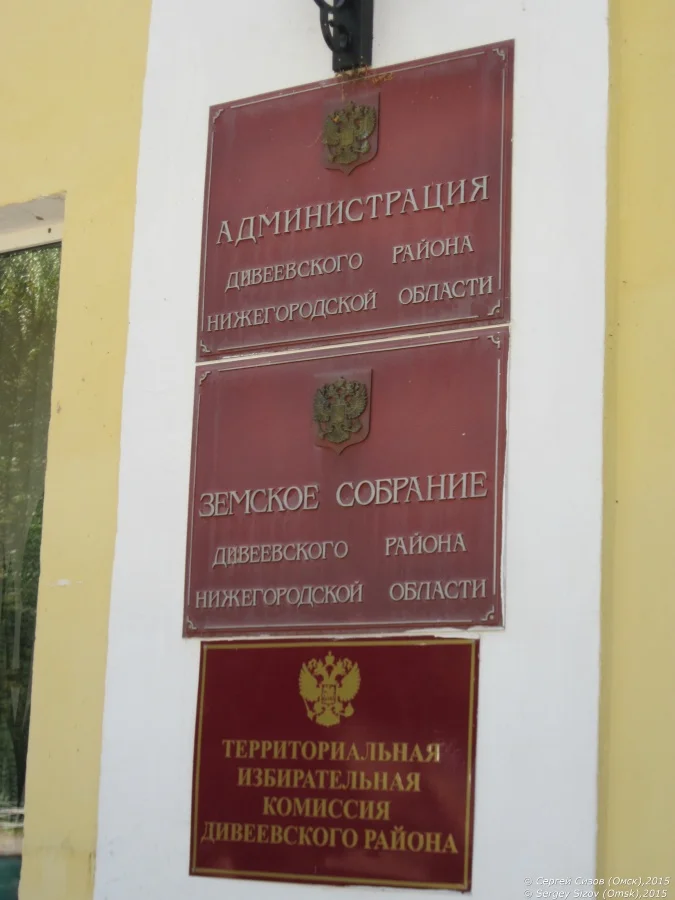 АДМИНИСТРАЦИЯ
ДИВЕЕВСКОГО РАЙОНА
НИЖЕГОРОДСКОЙ ОБЛАСТИ
ЗЕМСКОЕ СОБРАНИЕ
ДИВЕЕВСКОГО РАЙОНА
НИЖЕГОРОДСКОЙ ОБЛАСТИ
ТЕРРИТОРИАЛЬНАЯ
ИЗБИРАТЕЛЬНАЯ
КОМИССИЯ
ДИВЕЕВСКОГО РАЙОНА
© Сергей Сизов (Омск),2015
© Sergey Sizov (Omsk),2015